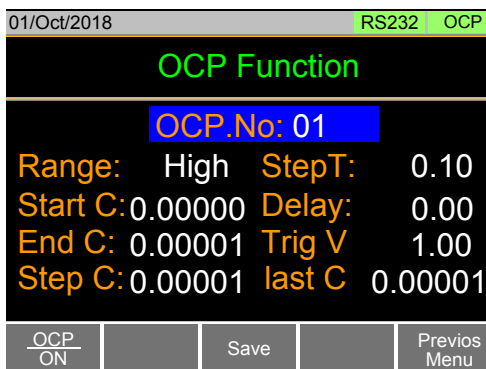 01/Oct/2018 RS232 OCP
OCP Function
OCP.No: 01
Range: High StepT: 0.10
Start C: 0.00000 Delay: 0.00
End C: 0.00001 Trig V 1.00
Step C: 0.00001 last C 0.00001
OCP Save Previos
ON Menu